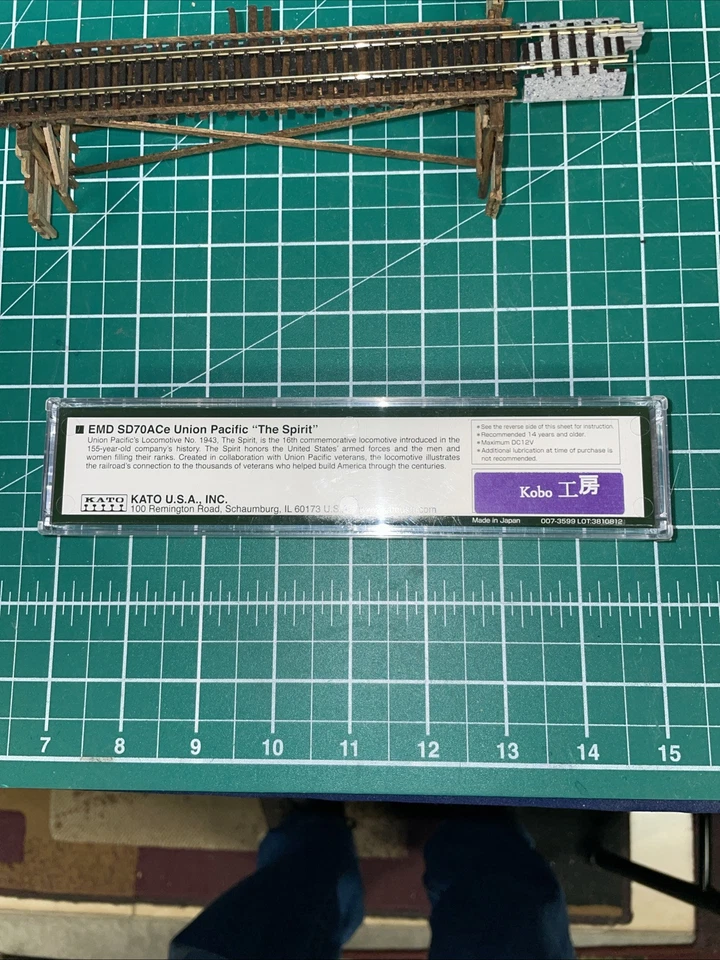 ■ EMD SD70ACe Union Pacific “The Spirit”
Union Pacific's Locomotive No. 1943, The Spirit, is the 16th commemorative locomotive introduced in the
155-year-old company's history. The Spirit honors the United States' armed forces and the men and
women filling their ranks. Created in collaboration with Union Pacific veterans, the locomotive illustrates
the railroad's connection to the thousands of veterans who helped build America through the centuries.
KATO
KATO U.S.A., INC.
100 Remington Road, Schaumburg, IL 60173 U.S. .com
• See the reverse side of this sheet for instruction.
• Recommended 14 years and older.
• Maximum DC12V
• Additional lubrication at time of purchase is
not recommended.
Kobo 工房
Made in Japan 007-3599 LOT:3810812
7 8 9 10 11 12 13 14 15